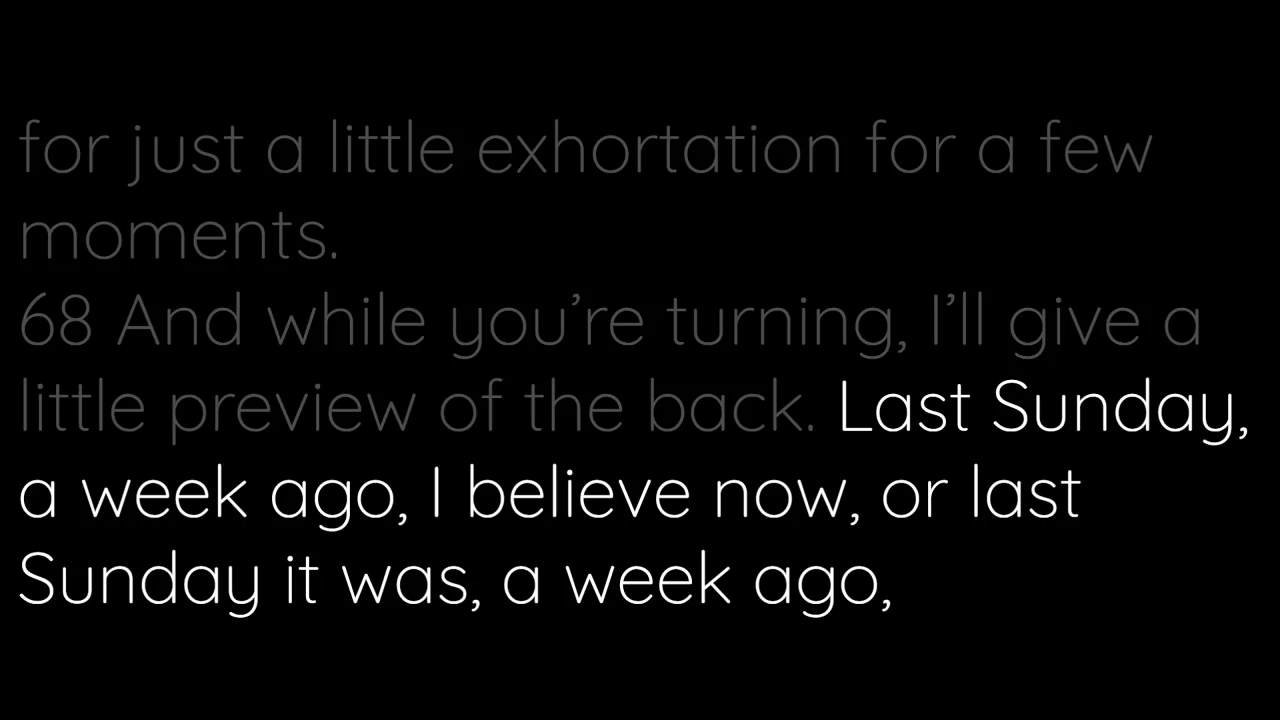 for just a little exhortation for a few
moments.
68 And while you’re turning, I’ll give a
little preview of the back. Last Sunday,
a week ago, I believe now, or last
Sunday it was, a week ago,